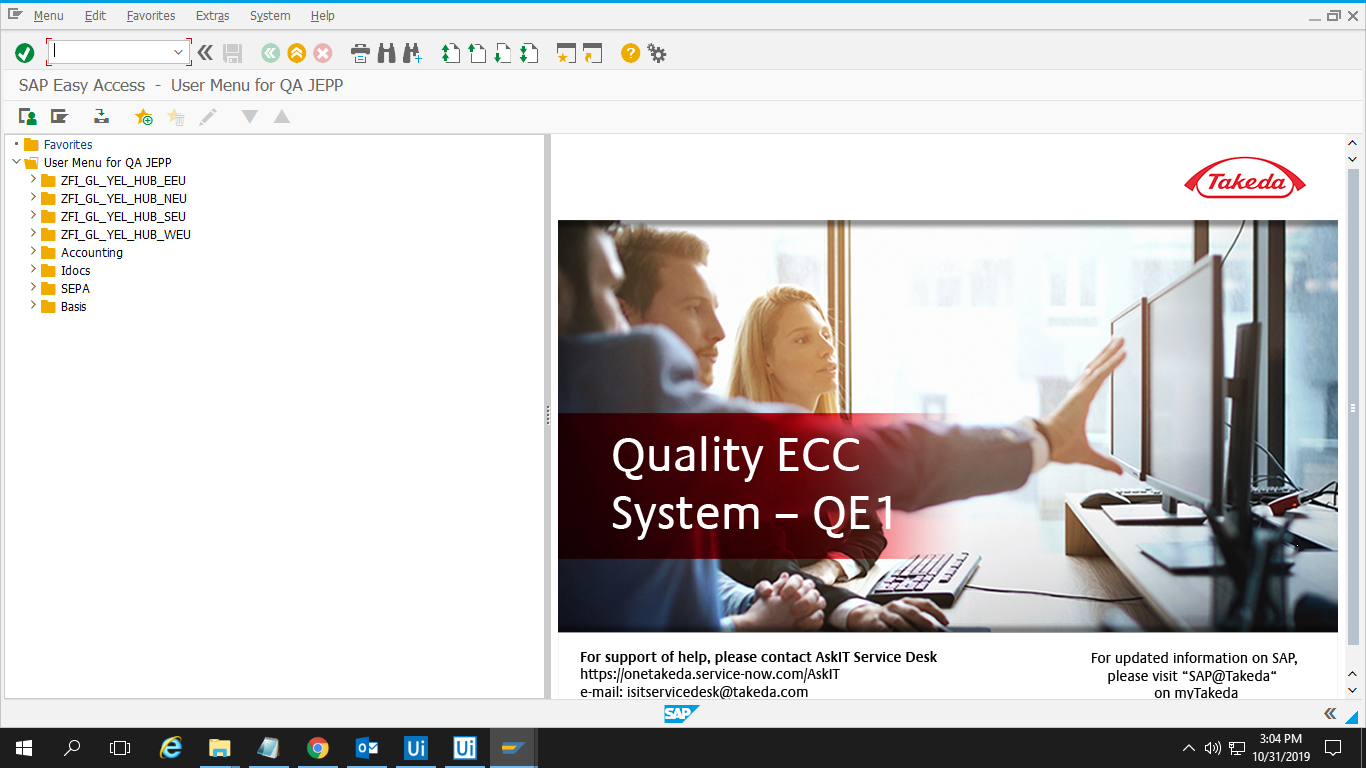 Menu Edit Favorites Extras System Help
SAP Easy Access - User Menu for QA JEPP
Favorites
User Menu for QA JEPP
ZFI_GL_YEL_HUB_EEU
ZFI_GL_YEL_HUB_NEU
ZFI_GL_YEL_HUB_SEU
ZFI_GL_YEL_HUB_WEU
Accounting
Idocs
SEPA
Basis
Takeda
Quality ECC
System – QE1
For support of help, please contact AskIT Service Desk
https://onetakeda.service-now.com/AskIT
e-mail: isitservicedesk@takeda.com
For updated information on SAP,
please visit “SAP@Takeda“
on myTakeda
SAP
Ui
Ui
3:04 PM
10/31/2019